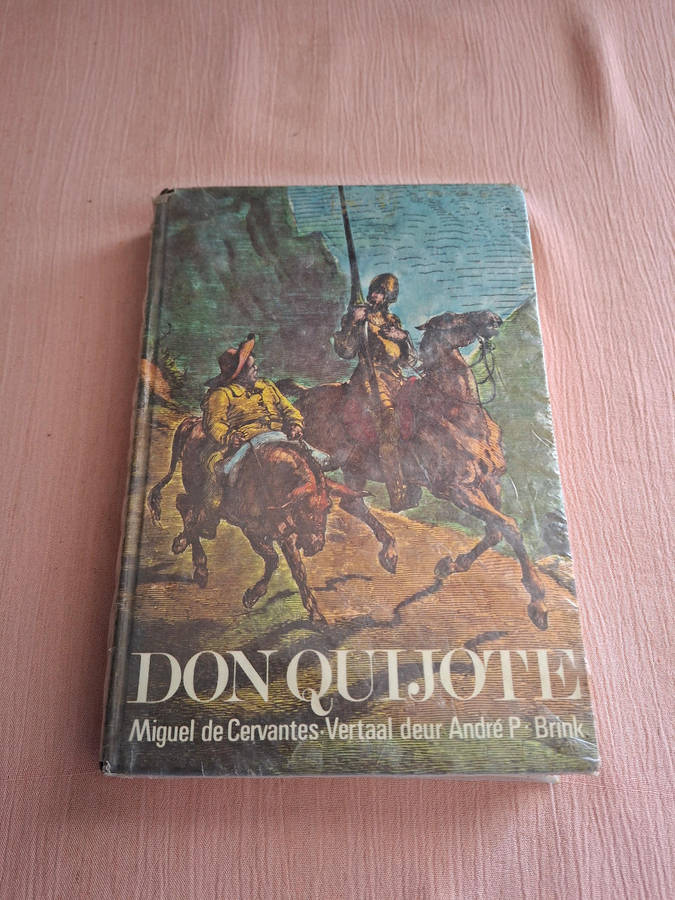 DON QUIJOTE
Miguel de Cervantes · Vertaal deur André P · Brink